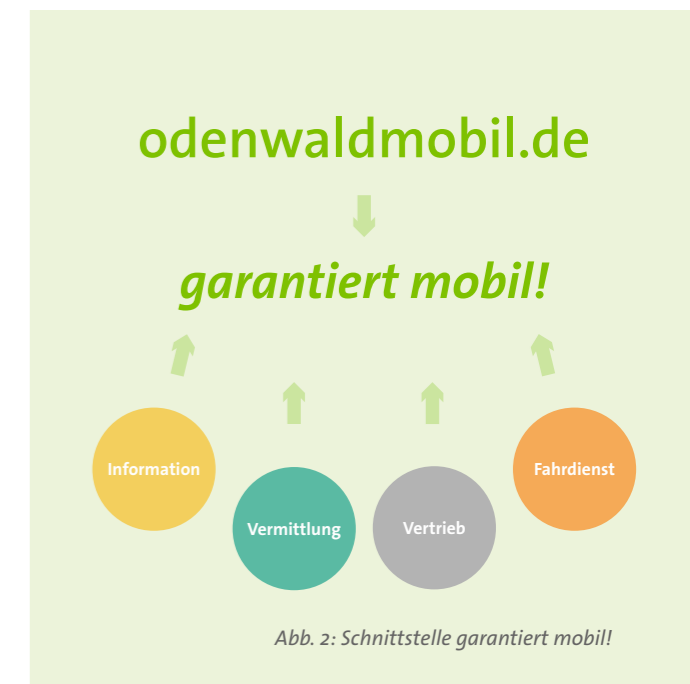 odenwaldmobil.de
garantiert mobil!
Information
Fahrdienst
Vermittlung
Vertrieb
Abb. 2: Schnittstelle garantiert mobil!